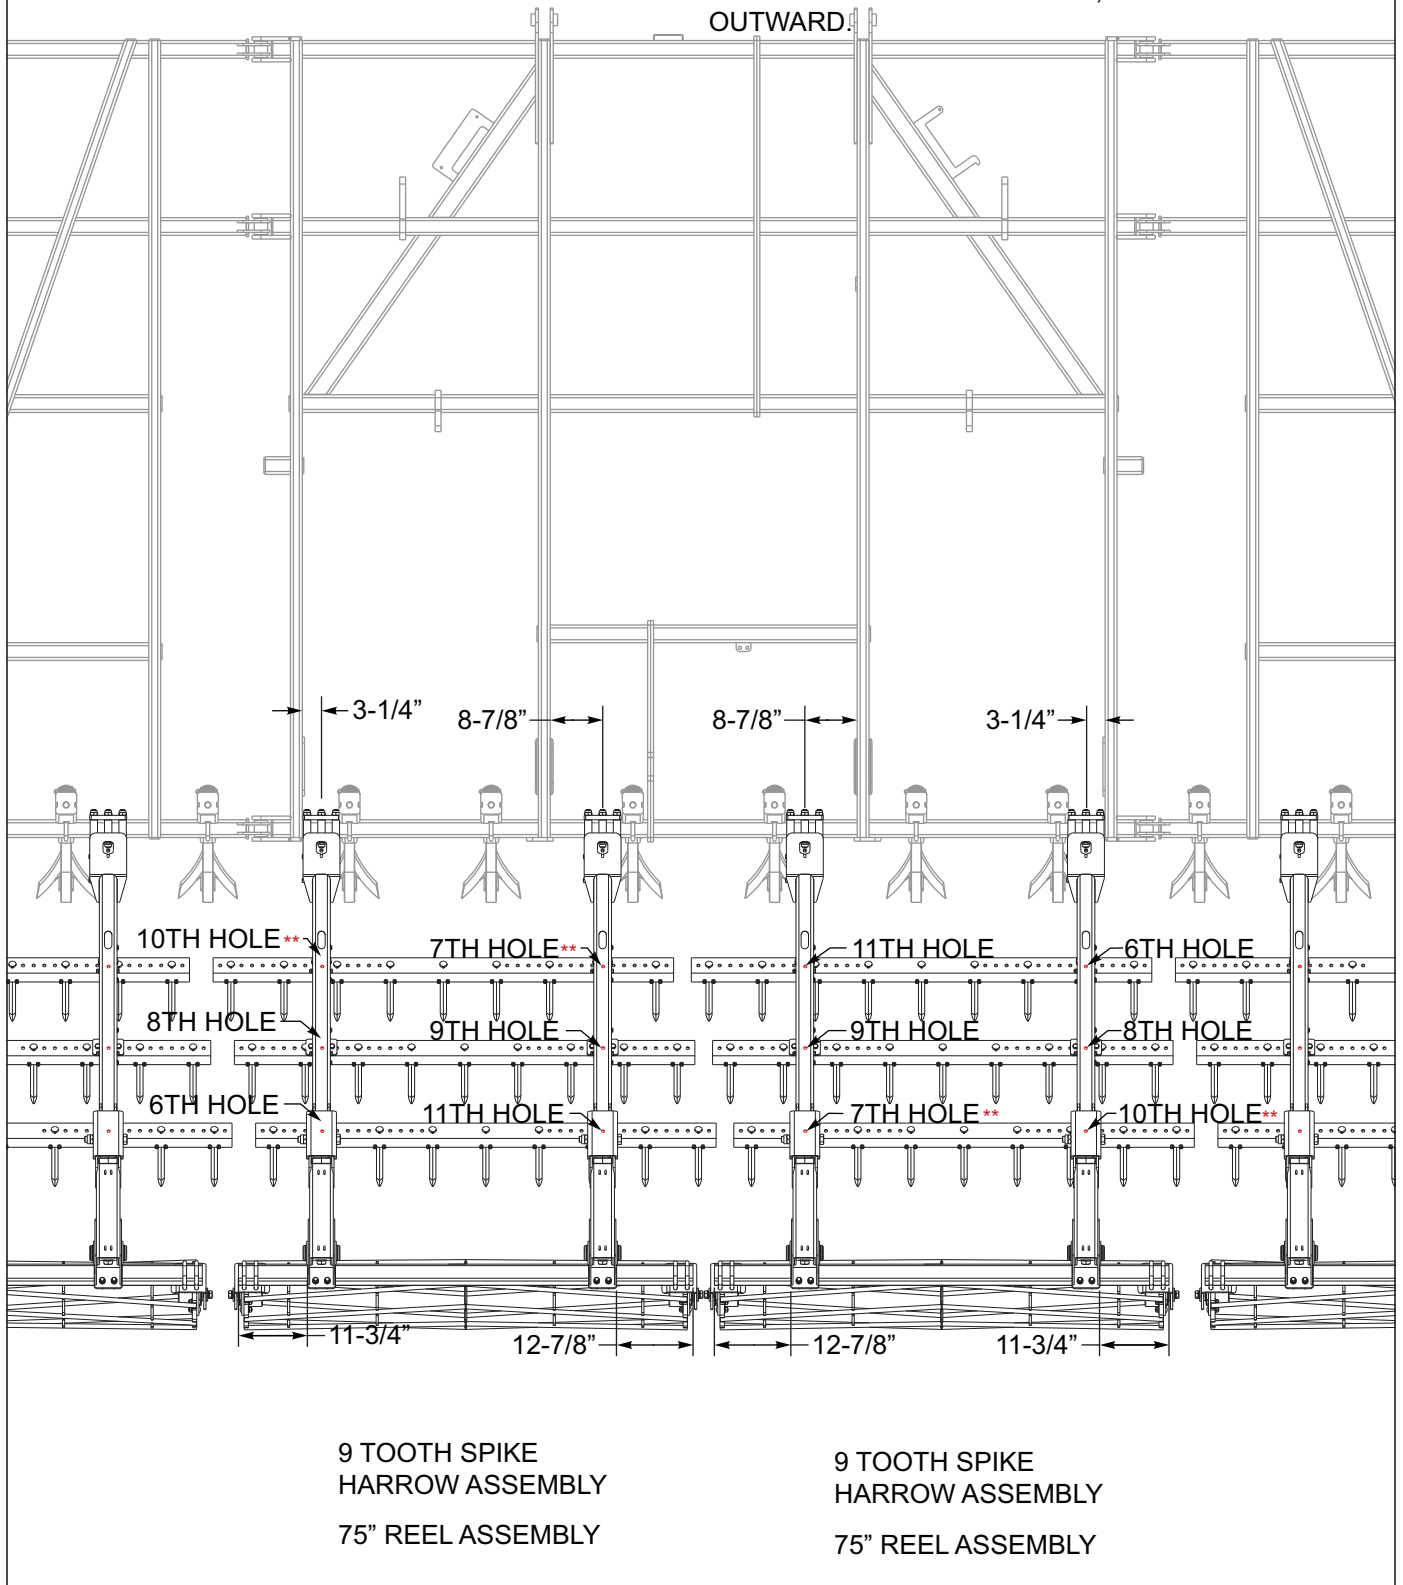 OUTWARD.
3-1/4”
8-7/8”
8-7/8”
3-1/4”
10TH HOLE**
7TH HOLE**
11TH HOLE
6TH HOLE
8TH HOLE
9TH HOLE
9TH HOLE
8TH HOLE
6TH HOLE
11TH HOLE
7TH HOLE**
10TH HOLE**
11-3/4”
12-7/8”
12-7/8”
11-3/4”
9 TOOTH SPIKE
HARROW ASSEMBLY
75” REEL ASSEMBLY
9 TOOTH SPIKE
HARROW ASSEMBLY
75” REEL ASSEMBLY